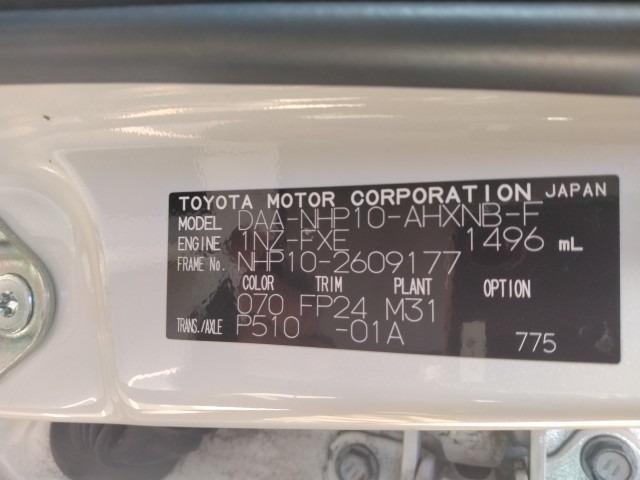 TOYOTA MOTOR CORPORATION JAPAN
MODEL DAA-NHP10-AHXNB-F
ENGINE 1NZ-FXE 1496 mL
FRAME No. NHP10-2609177
COLOR TRIM PLANT OPTION
070 FP24 M31
TRANS./AXLE P510 -01A
775